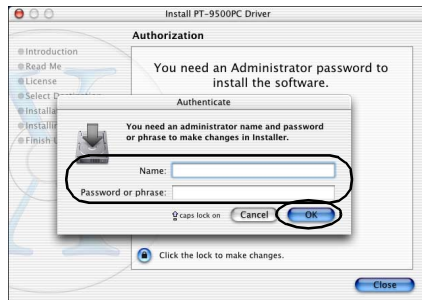 Install PT-9500PC Driver
Authorization
Introduction
Read Me
License
Select
Finish
You need an Administrator password to
install the software.
Authenticate
You need an administrator name and password
or phrase to make changes in Installer.
Name:
Password or phrase:
caps lock on
Cancel
OK
Click the lock to make changes.
Close